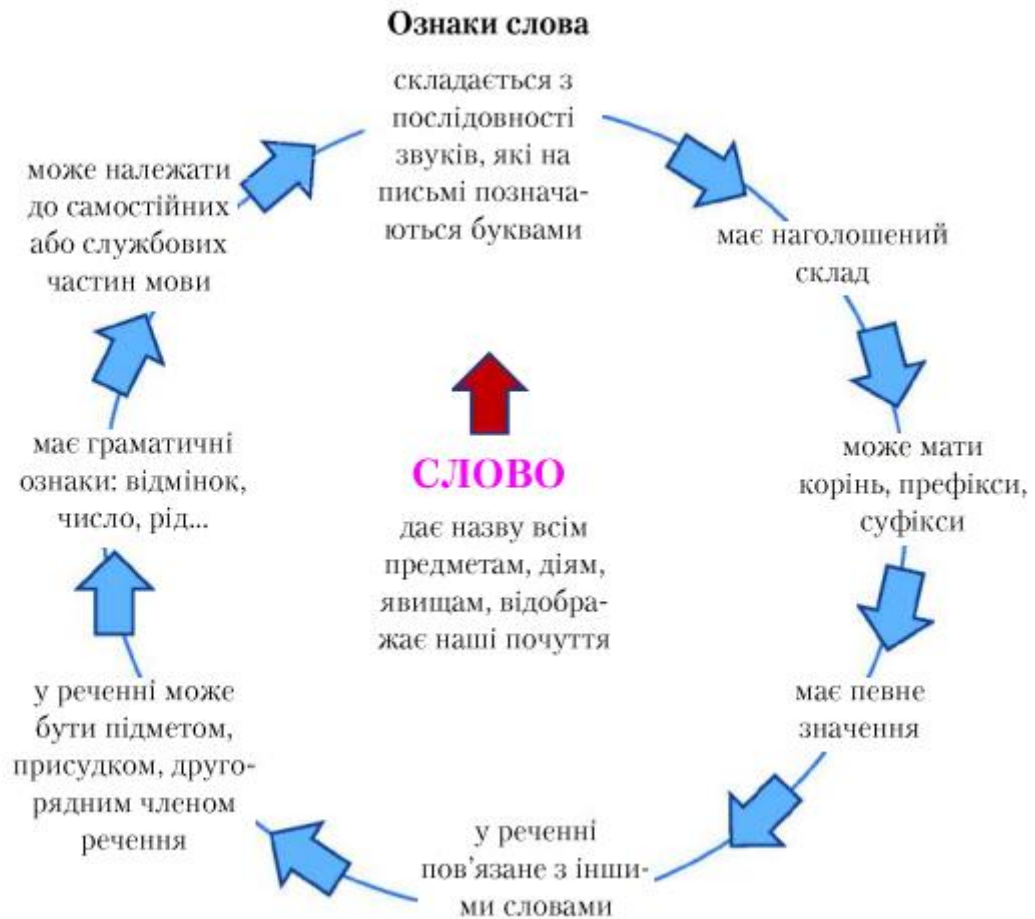 Ознаки слова
складається з
послідовності
звуків, які на
письмі познача-
ються буквами
має наголошений
склад
може мати
корінь, префікси,
суфікси
має певне
значення
у реченні
пов’язане з інши-
ми словами
у реченні може
бути підметом,
присудком, друго-
рядним членом
речення
має граматичні
ознаки: відмінок,
число, рід...
може належати
до самостійних
або службових
частин мови
СЛОВО
дає назву всім
предметам, діям,
явищам, відобра-
жає наші почуття